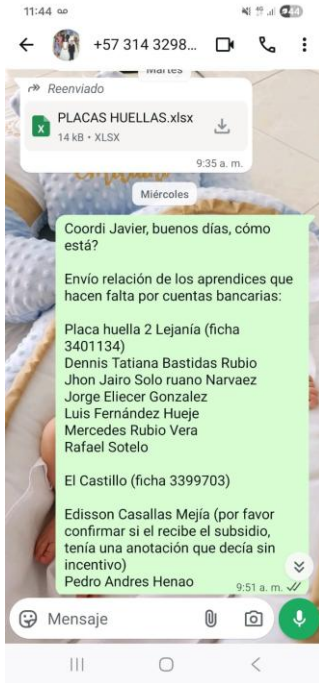 11:44
+57 314 3298...
Martes
Reenviado
PLACAS HUELLAS.xlsx
14 kB • XLSX
9:35 a. m.
Miércoles
Coordi Javier, buenos días, cómo
está?
Envío relación de los aprendices que
hacen falta por cuentas bancarias:
Placa huella 2 Lejanía (ficha
3401134)
Dennis Tatiana Bastidas Rubio
Jhon Jairo Solo ruano Narvaez
Jorge Eliecer Gonzalez
Luis Fernández Hueje
Mercedes Rubio Vera
Rafael Sotelo
El Castillo (ficha 3399703)
Edisson Casallas Mejía (por favor
confirmar si el recibe el subsidio,
tenía una anotación que decía sin
incentivo)
Pedro Andres Henao
9:51 a. m.
Mensaje